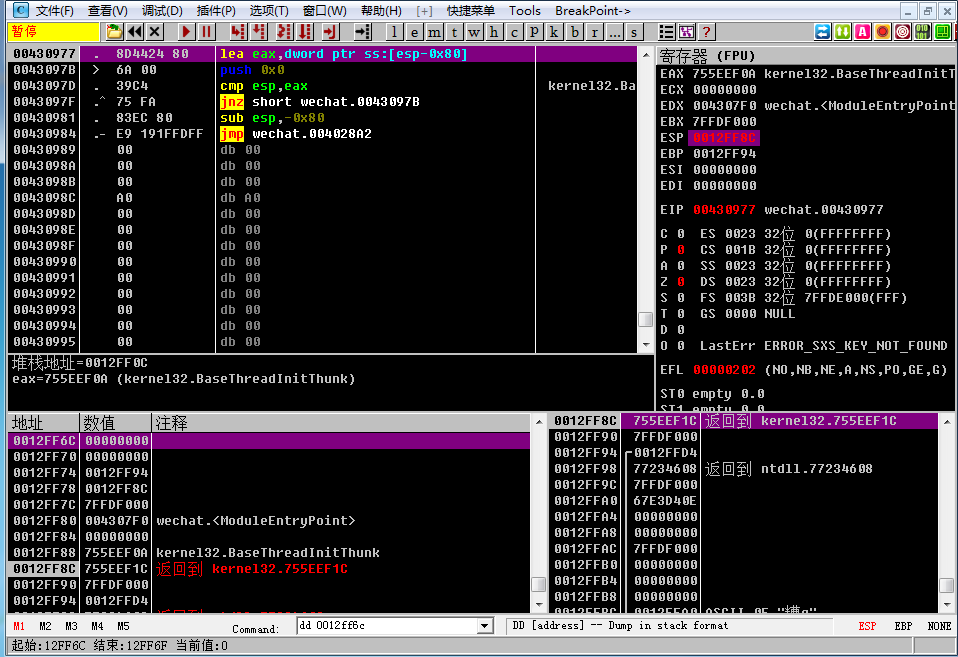 文件(F) 查看(V) 调试(D) 插件(P) 选项(T) 窗口(W) 帮助(H) [+] 快捷菜单 Tools BreakPoint->
暂停 l e m t w h c P k b r ... s ?
00430977 . 8D4424 80 lea eax,dword ptr ss:[esp-0x80]
0043097B > 6A 00 push 0x0
0043097D . 39C4 cmp esp,eax kernel32.Ba
0043097F .^ 75 FA jnz short wechat.0043097B
00430981 . 83EC 80 sub esp,-0x80
00430984 .- E9 191FFDFF jmp wechat.004028A2
00430989 00 db 00
0043098A 00 db 00
0043098B 00 db 00
0043098C A0 db A0
0043098D 00 db 00
0043098E 00 db 00
0043098F 00 db 00
00430990 00 db 00
00430991 00 db 00
00430992 00 db 00
00430993 00 db 00
00430994 00 db 00
00430995 00 db 00
堆栈地址=0012FF0C
eax=755EEF0A (kernel32.BaseThreadInitThunk)
寄存器 (FPU)
EAX 755EEF0A kernel32.BaseThreadInitT
ECX 00000000
EDX 004307F0 wechat.<ModuleEntryPoint
EBX 7FFDF000
ESP 0012FF8C
EBP 0012FF94
ESI 00000000
EDI 00000000
EIP 00430977 wechat.00430977
C 0 ES 0023 32位 0(FFFFFFFF)
P 0 CS 001B 32位 0(FFFFFFFF)
A 0 SS 0023 32位 0(FFFFFFFF)
Z 0 DS 0023 32位 0(FFFFFFFF)
S 0 FS 003B 32位 7FFDE000(FFF)
T 0 GS 0000 NULL
D 0
O 0 LastErr ERROR_SXS_KEY_NOT_FOUND
EFL 00000202 (NO,NB,NE,A,NS,PO,GE,G)
ST0 empty 0.0
ST1 empty 0.0
地址 数值 注释
0012FF6C 00000000
0012FF70 00000000
0012FF74 0012FF94
0012FF78 0012FF8C
0012FF7C 7FFDF000
0012FF80 004307F0 wechat.<ModuleEntryPoint>
0012FF84 00000000
0012FF88 755EEF0A kernel32.BaseThreadInitThunk
0012FF8C 755EEF1C 返回到 kernel32.755EEF1C
0012FF90 7FFDF000
0012FF94 0012FFD4
0012FF8C 755EEF1C 返回到 kernel32.755EEF1C
0012FF90 7FFDF000
0012FF94 0012FFD4
0012FF98 77234608 返回到 ntdll.77234608
0012FF9C 7FFDF000
0012FFA0 67E3D40E
0012FFA4 00000000
0012FFA8 00000000
0012FFAC 7FFDF000
0012FFB0 00000000
0012FFB4 00000000
0012FFB8 00000000
0012FFBC 0012FFA0
M1 M2 M3 M4 M5 Command: dd 0012ff6c DD [address] -- Dump in stack format ESP EBP NONE
起始:12FF6C 结束:12FF6F 当前值:0